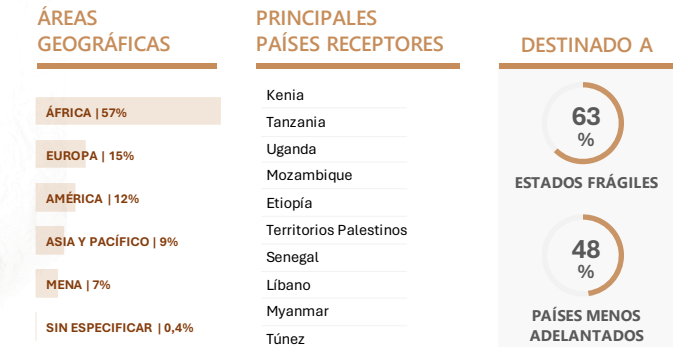 ÁREAS
GEOGRÁFICAS
ÁFRICA | 57%
EUROPA | 15%
AMÉRICA | 12%
ASIA Y PACÍFICO | 9%
MENA | 7%
SIN ESPECIFICAR | 0,4%
PRINCIPALES
PAÍSES RECEPTORES
Kenia
Tanzania
Uganda
Mozambique
Etiopía
Territorios Palestinos
Senegal
Líbano
Myanmar
Túnez
DESTINADO A
63
%
ESTADOS FRÁGILES
48
%
PAÍSES MENOS
ADELANTADOS